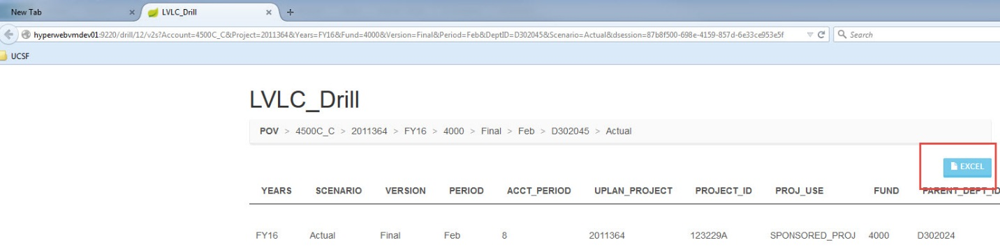 New Tab × LVLC_Drill × +
hyperwebvmdev01:9220/drill/12/v2s?Account=4500C_C&Project=2011364&Years=FY16&Fund=4000&Version=Final&Period=Feb&DeptID=D302045&Scenario=Actual&dsession=87b8f500-698e-4159-857d-6e33ce953e5f Search
UCSF
LVLC_Drill
POV > 4500C_C > 2011364 > FY16 > 4000 > Final > Feb > D302045 > Actual
EXCEL
YEARS SCENARIO VERSION PERIOD ACCT_PERIOD UPLAN_PROJECT PROJECT_ID PROJ_USE FUND PARENT_DEPT_ID
FY16 Actual Final Feb 8 2011364 123229A SPONSORED_PROJ 4000 D302024